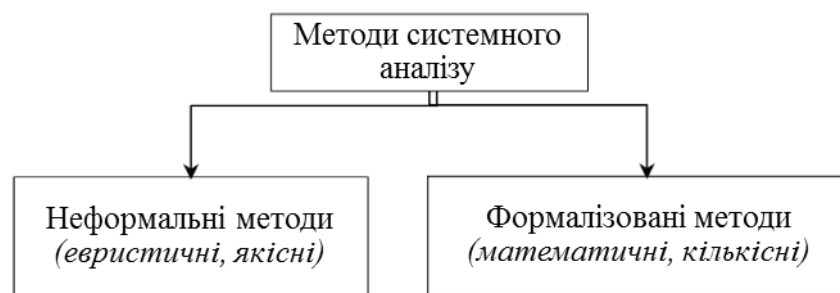 Методи системного
аналізу
Неформальні методи
(евристичні, якісні)
Формалізовані методи
(математичні, кількісні)